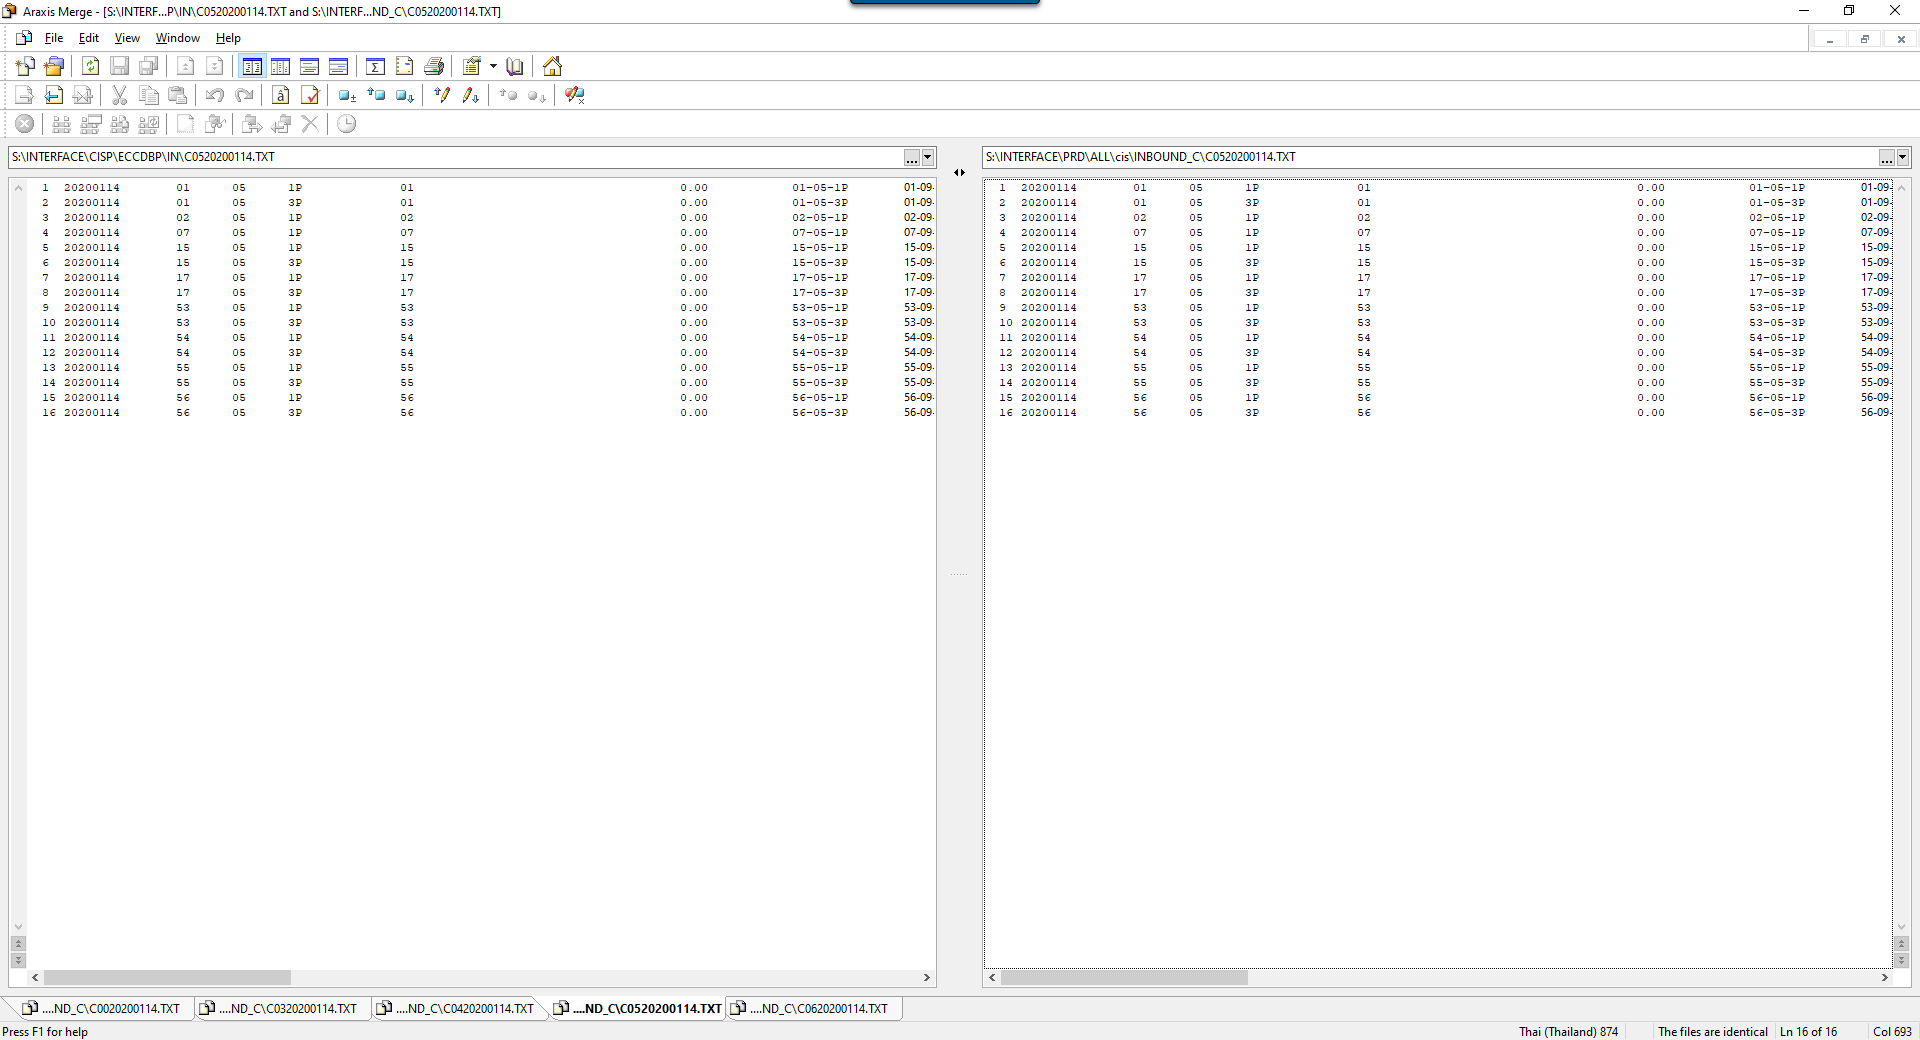 Araxis Merge - [S:\INTERF...P\IN\C0520200114.TXT and S:\INTERF...ND_C\C0520200114.TXT]
File Edit View Window Help
S:\INTERFACE\CISP\ECCDBP\IN\C0520200114.TXT ...
1 20200114 01 05 1P 01 0.00 01-05-1P 01-09-
2 20200114 01 05 3P 01 0.00 01-05-3P 01-09-
3 20200114 02 05 1P 02 0.00 02-05-1P 02-09-
4 20200114 07 05 1P 07 0.00 07-05-1P 07-09-
5 20200114 15 05 1P 15 0.00 15-05-1P 15-09-
6 20200114 15 05 3P 15 0.00 15-05-3P 15-09-
7 20200114 17 05 1P 17 0.00 17-05-1P 17-09-
8 20200114 17 05 3P 17 0.00 17-05-3P 17-09-
9 20200114 53 05 1P 53 0.00 53-05-1P 53-09-
10 20200114 53 05 3P 53 0.00 53-05-3P 53-09-
11 20200114 54 05 1P 54 0.00 54-05-1P 54-09-
12 20200114 54 05 3P 54 0.00 54-05-3P 54-09-
13 20200114 55 05 1P 55 0.00 55-05-1P 55-09-
14 20200114 55 05 3P 55 0.00 55-05-3P 55-09-
15 20200114 56 05 1P 56 0.00 56-05-1P 56-09-
16 20200114 56 05 3P 56 0.00 56-05-3P 56-09-
S:\INTERFACE\PRD\ALL\cis\INBOUND_C\C0520200114.TXT ...
1 20200114 01 05 1P 01 0.00 01-05-1P 01-09-
2 20200114 01 05 3P 01 0.00 01-05-3P 01-09-
3 20200114 02 05 1P 02 0.00 02-05-1P 02-09-
4 20200114 07 05 1P 07 0.00 07-05-1P 07-09-
5 20200114 15 05 1P 15 0.00 15-05-1P 15-09-
6 20200114 15 05 3P 15 0.00 15-05-3P 15-09-
7 20200114 17 05 1P 17 0.00 17-05-1P 17-09-
8 20200114 17 05 3P 17 0.00 17-05-3P 17-09-
9 20200114 53 05 1P 53 0.00 53-05-1P 53-09-
10 20200114 53 05 3P 53 0.00 53-05-3P 53-09-
11 20200114 54 05 1P 54 0.00 54-05-1P 54-09-
12 20200114 54 05 3P 54 0.00 54-05-3P 54-09-
13 20200114 55 05 1P 55 0.00 55-05-1P 55-09-
14 20200114 55 05 3P 55 0.00 55-05-3P 55-09-
15 20200114 56 05 1P 56 0.00 56-05-1P 56-09-
16 20200114 56 05 3P 56 0.00 56-05-3P 56-09-
....ND_C\C0020200114.TXT ....ND_C\C0320200114.TXT ....ND_C\C0420200114.TXT ....ND_C\C0520200114.TXT ....ND_C\C0620200114.TXT
Press F1 for help Thai (Thailand) 874 The files are identical Ln 16 of 16 Col 693